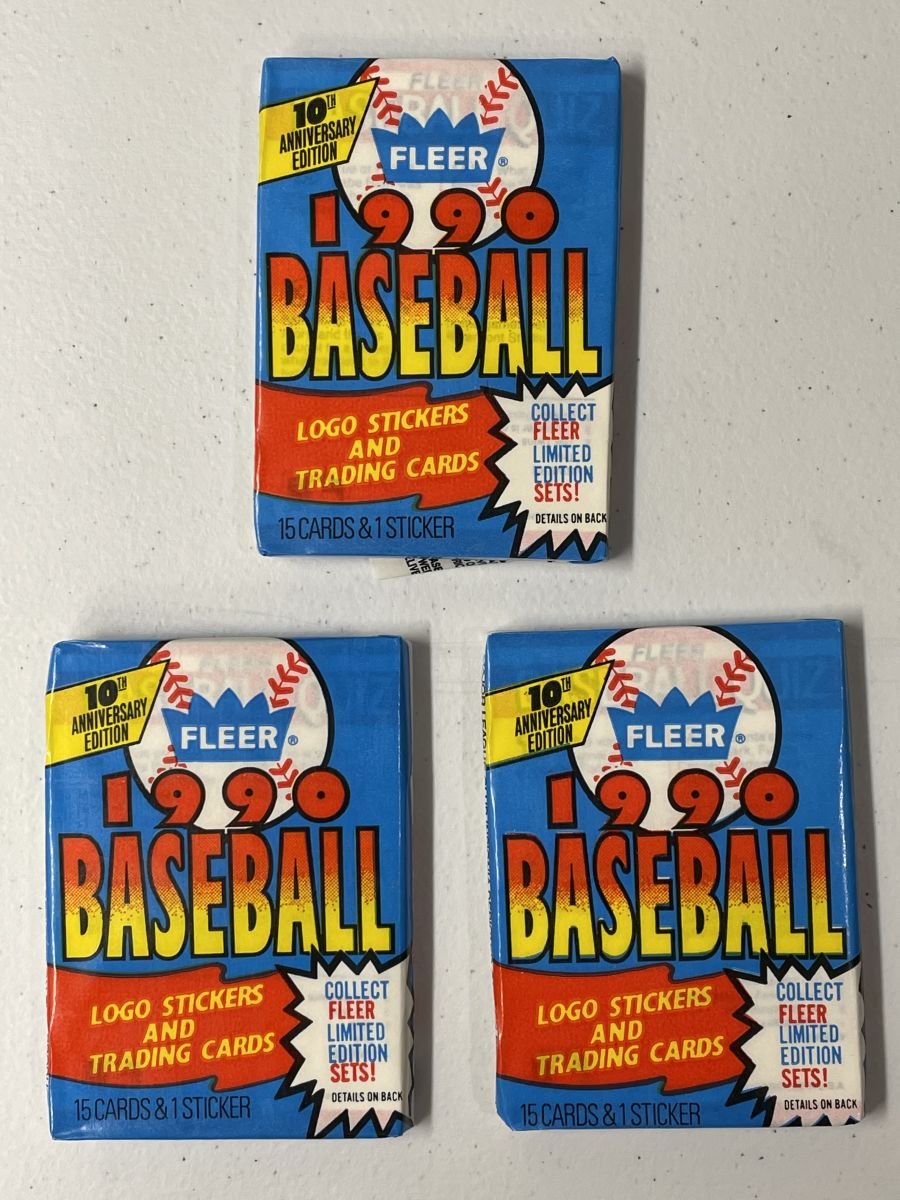 FLEER
10TH
ANNIVERSARY
EDITION
FLEER®
1990
BASEBALL
LOGO STICKERS
AND
TRADING CARDS
COLLECT
FLEER
LIMITED
EDITION
SETS!
DETAILS ON BACK
15 CARDS & 1 STICKER
FLEER
10TH
ANNIVERSARY
EDITION
FLEER®
1990
BASEBALL
LOGO STICKERS
AND
TRADING CARDS
COLLECT
FLEER
LIMITED
EDITION
SETS!
DETAILS ON BACK
15 CARDS & 1 STICKER
FLEER
10TH
ANNIVERSARY
EDITION
FLEER®
1990
BASEBALL
LOGO STICKERS
AND
TRADING CARDS
COLLECT
FLEER
LIMITED
EDITION
SETS!
DETAILS ON BACK
15 CARDS & 1 STICKER